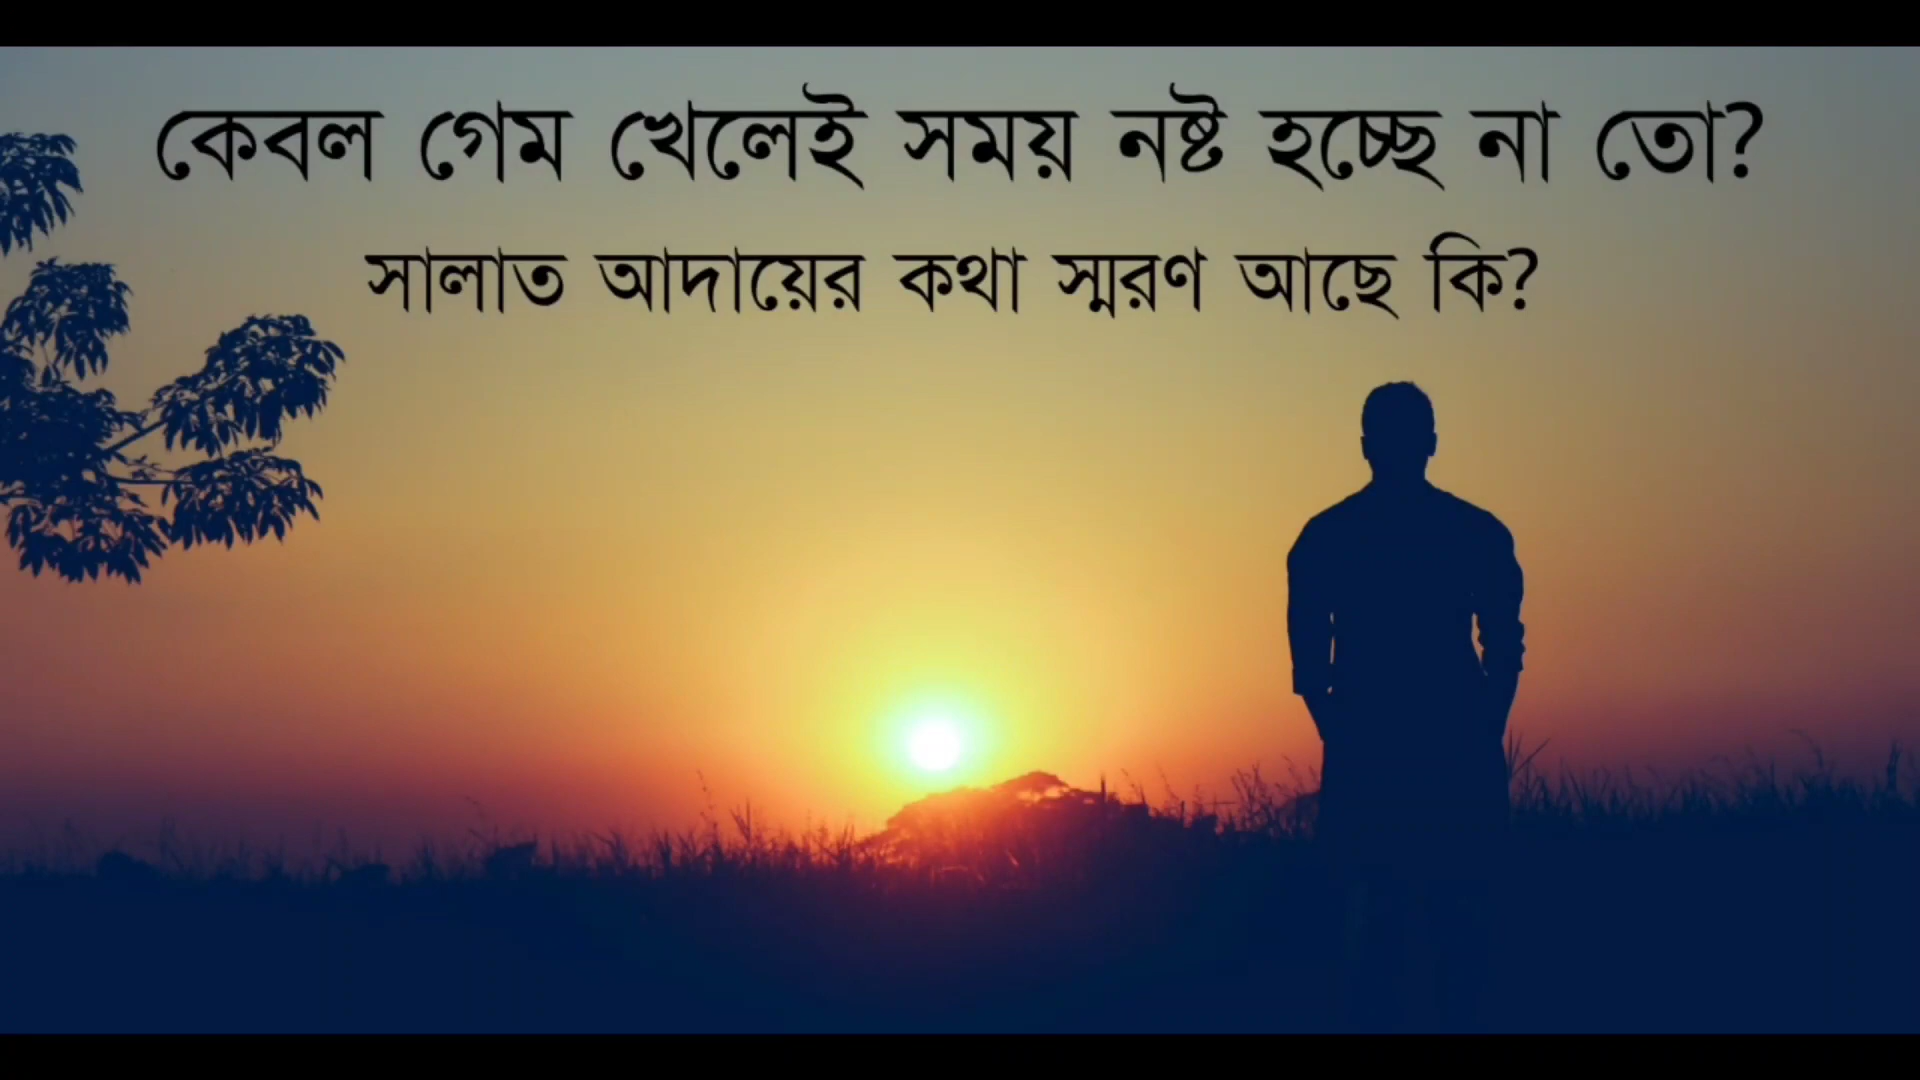 কেবল গেম খেলেই সময় নষ্ট হচ্ছে না তো?
সালাত আদায়ের কথা স্মরণ আছে কি?